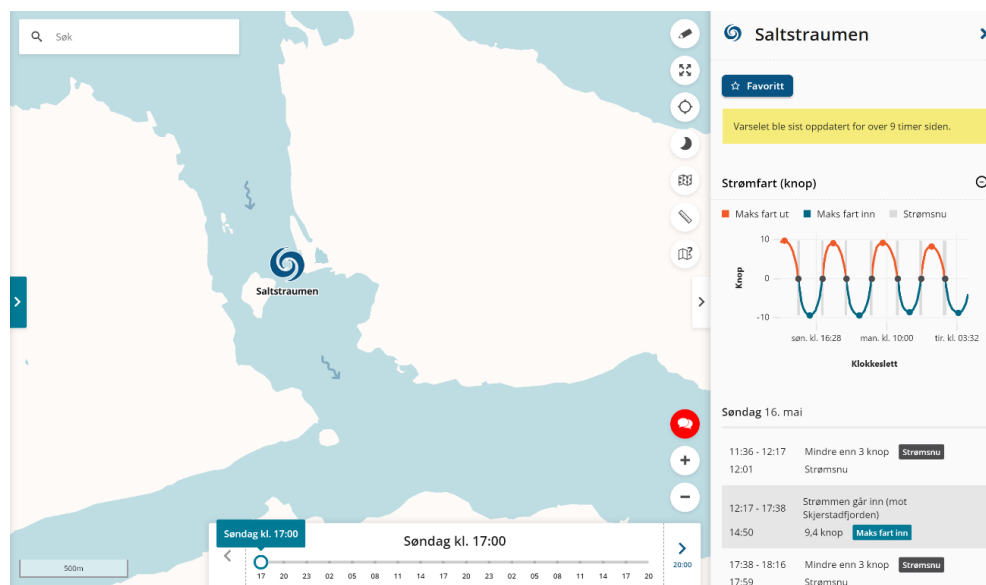 Søk
Saltstraumen
500m
Søndag kl. 17:00
Søndag kl. 17:00
20:00
17 20 23 02 05 08 11 14 17 20 23 02 05 08 11 14 17 20
Saltstraumen
Favoritt
Varselet ble sist oppdatert for over 9 timer siden.
Strømfart (knop)
Maks fart ut Maks fart inn Strømsnu
Knop
10
0
-10
søn. kl. 16:28 man. kl. 10:00 tir. kl. 03:32
Klokkeslett
Søndag 16. mai
11:36 - 12:17 Mindre enn 3 knop Strømsnu
12:01 Strømsnu
12:17 - 17:38 Strømmen går inn (mot
Skjerstadfjorden)
14:50 9,4 knop Maks fart inn
17:38 - 18:16 Mindre enn 3 knop Strømsnu
17:59 Strømsnu